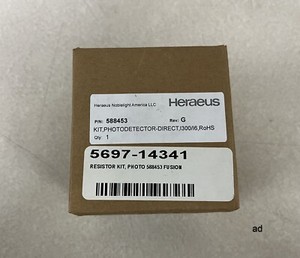 Heraeus Noblelight America LLC
Heraeus
P/N: 588453 Rev: G
KIT,PHOTODETECTOR-DIRECT,I300/I6,RoHS
Qty. 1
5697-14341
RESISTOR KIT, PHOTO 588453 FUSION
ad